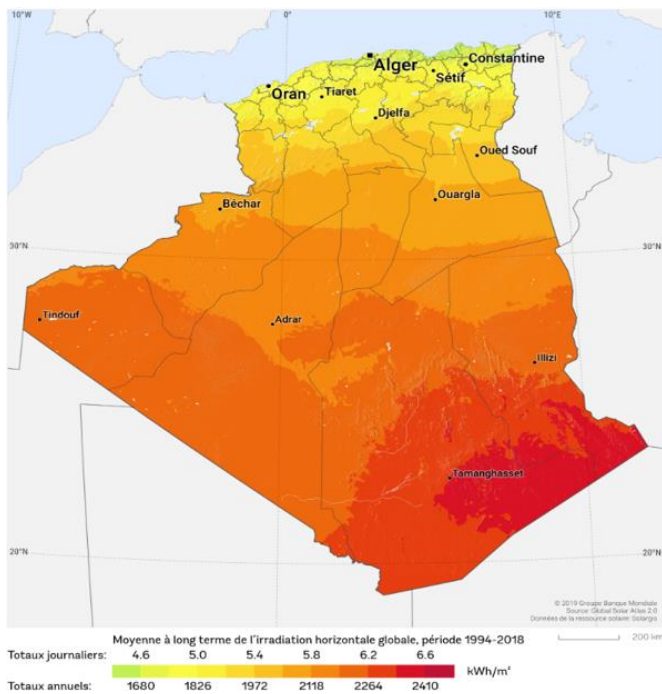 10°W 0° 10°E
Alger
Constantine
Sétif
Oran
Tiaret
Djelfa
Oued Souf
Ouargla
Béchar
30°N 30°N
Tindouf
Adrar
Illizi
Tamanghasset
20°N 20°N
© 2019 Groupe Banque Mondiale
Source: Global Solar Atlas 2.0
Données de la ressource solaire: Solargis
Moyenne à long terme de l'irradiation horizontale globale, période 1994-2018
200 km
Totaux journaliers: 4.6 5.0 5.4 5.8 6.2 6.6
kWh/m²
Totaux annuels: 1680 1826 1972 2118 2264 2410